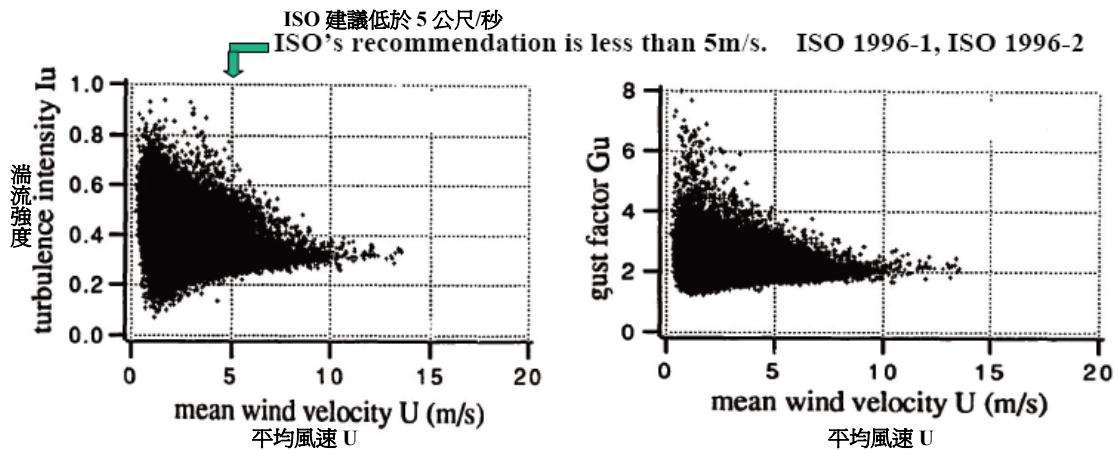 ISO 建議低於 5 公尺/秒
ISO's recommendation is less than 5m/s. ISO 1996-1, ISO 1996-2
湍流強度
turbulence intensity Iu
1.0
0.8
0.6
0.4
0.2
0.0
0 5 10 15 20
mean wind velocity U (m/s)
平均風速 U
gust factor Gu
8
6
4
2
0
0 5 10 15 20
mean wind velocity U (m/s)
平均風速 U